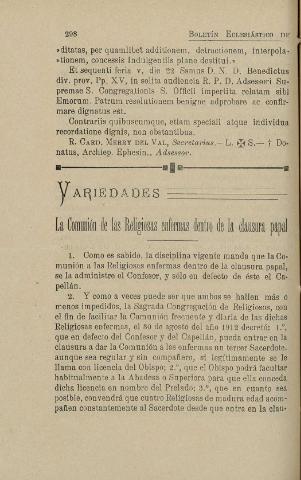 298 BOLETÍN ECLESIÁSTICO DE
»ditatas, per quamlibet additionem, detractionem, interpola-
»tionem, concessis Indulgentiis plane destitui.»
Et sequenti feria V, die 22 Ssmus D. N. D. Benedictus
div. prov. Pp. XV, in solita audientia R. P. D. Adsessori Su-
premae S. Congregationis S. Officii impertita relatum sibi
Emorum. Patrum resolutionem benigne adprobare ac confir-
mare dignatus est.
Contrariis quibuscumque, etiam speciali atque individua
recordatione dignis, non obstantibus.
R. CARD. MERRY DEL VAL, Secretarius.—L. ✠ S.—† Do-
natus, Archiep. Ephesin., Adsessor.
VARIEDADES
La Comunión de las Religiosas enfermas dentro de la clausura papal
1. Como es sabido, la disciplina vigente manda que la Co-
munión a las Religiosas enfermas dentro de la clausura papal,
se la administre el Confesor, y sólo en defecto de éste el Ca-
pellán.
2. Y como a veces puede ser que ambos se hallen más o
menos impedidos, la Sagrada Congregación de Religiosos, con
el fin de facilitar la Comunión frecuente y diaria de las dichas
Religiosas enfermas, el 30 de agosto del año 1912 decretó: 1.º,
que en defecto del Confesor y del Capellán, pueda entrar en la
clausura a dar la Comunión a las enfermas un tercer Sacerdote,
aunque sea regular y sin compañero, si legítimamente se le
llama con licencia del Obispo; 2.º, que el Obispo podrá facultar
habitualmente a la Abadesa o Superiora para que ella conceda
dicha licencia en nombre del Prelado; 3.º, que en cuanto sea
posible, convendrá que cuatro Religiosas de madura edad acom-
pañen constantemente al Sacerdote desde que entra en la clau-